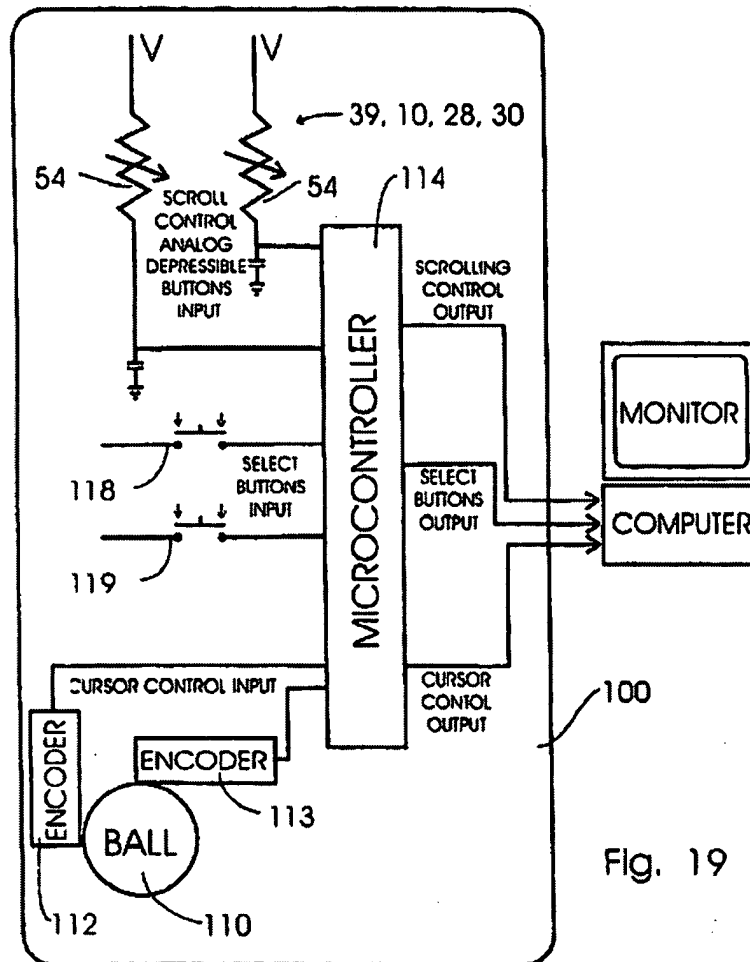 V V
39, 10, 28, 30
54
54
SCROLL
CONTROL
ANALOG
DEPRESSIBLE
BUTTONS
INPUT
114
MICROCONTROLLER
SCROLLING
CONTROL
OUTPUT
MONITOR
COMPUTER
118
SELECT
BUTTONS
INPUT
119
SELECT
BUTTONS
OUTPUT
CURSOR CONTROL INPUT
CURSOR
CONTOL
OUTPUT
100
ENCODER
ENCODER
113
BALL
112
110
Fig. 19